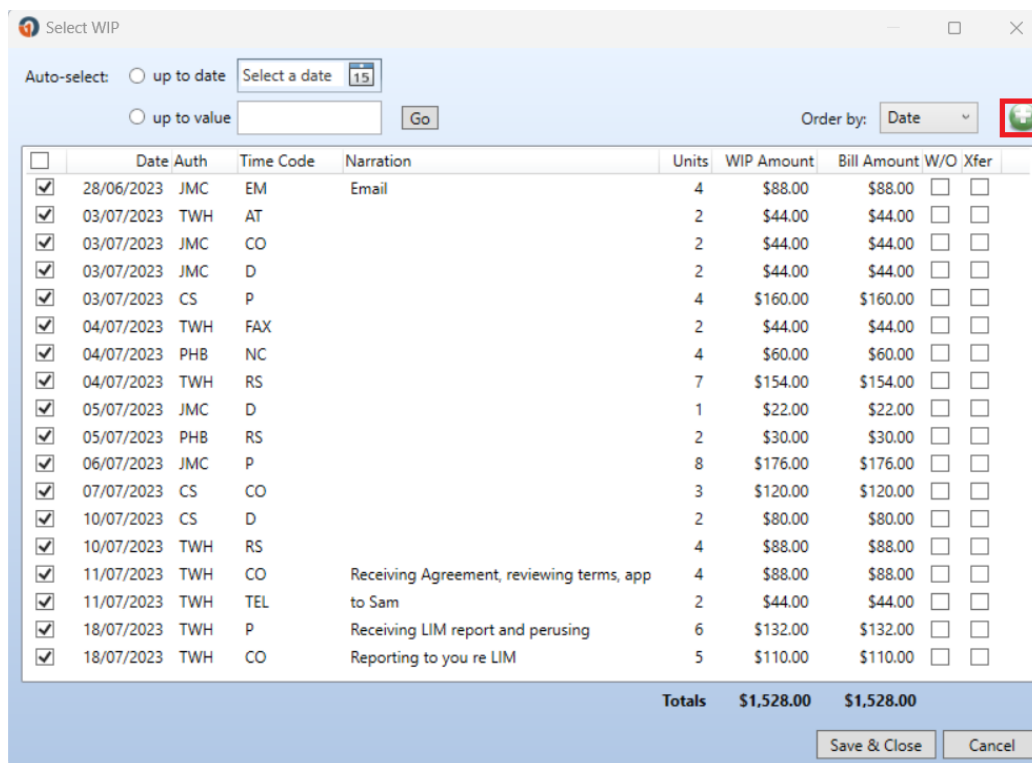 Select WIP
Auto-select: up to date Select a date 15
up to value Go Order by: Date
Date Auth Time Code Narration Units WIP Amount Bill Amount W/O Xfer
28/06/2023 JMC EM Email 4 $88.00 $88.00
03/07/2023 TWH AT 2 $44.00 $44.00
03/07/2023 JMC CO 2 $44.00 $44.00
03/07/2023 JMC D 2 $44.00 $44.00
03/07/2023 CS P 4 $160.00 $160.00
04/07/2023 TWH FAX 2 $44.00 $44.00
04/07/2023 PHB NC 4 $60.00 $60.00
04/07/2023 TWH RS 7 $154.00 $154.00
05/07/2023 JMC D 1 $22.00 $22.00
05/07/2023 PHB RS 2 $30.00 $30.00
06/07/2023 JMC P 8 $176.00 $176.00
07/07/2023 CS CO 3 $120.00 $120.00
10/07/2023 CS D 2 $80.00 $80.00
10/07/2023 TWH RS 4 $88.00 $88.00
11/07/2023 TWH CO Receiving Agreement, reviewing terms, app 4 $88.00 $88.00
11/07/2023 TWH TEL to Sam 2 $44.00 $44.00
18/07/2023 TWH P Receiving LIM report and perusing 6 $132.00 $132.00
18/07/2023 TWH CO Reporting to you re LIM 5 $110.00 $110.00
Totals $1,528.00 $1,528.00
Save & Close Cancel